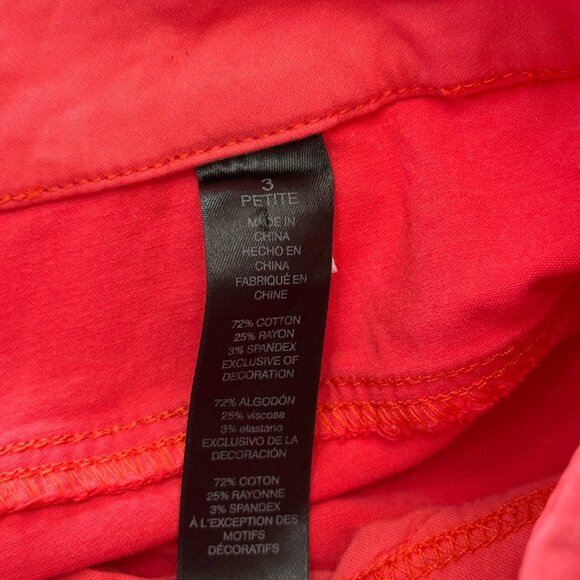 3
PETITE
MADE IN
CHINA
HECHO EN
CHINA
FABRIQUÉ EN
CHINE
72% COTTON
25% RAYON
3% SPANDEX
EXCLUSIVE OF
DECORATION
72% ALGODÓN
25% viscosa
3% elastano
EXCLUSIVO DE LA
DECORACIÓN
72% COTON
25% RAYONNE
3% SPANDEX
À L'EXCEPTION DES
MOTIFS
DÉCORATIFS